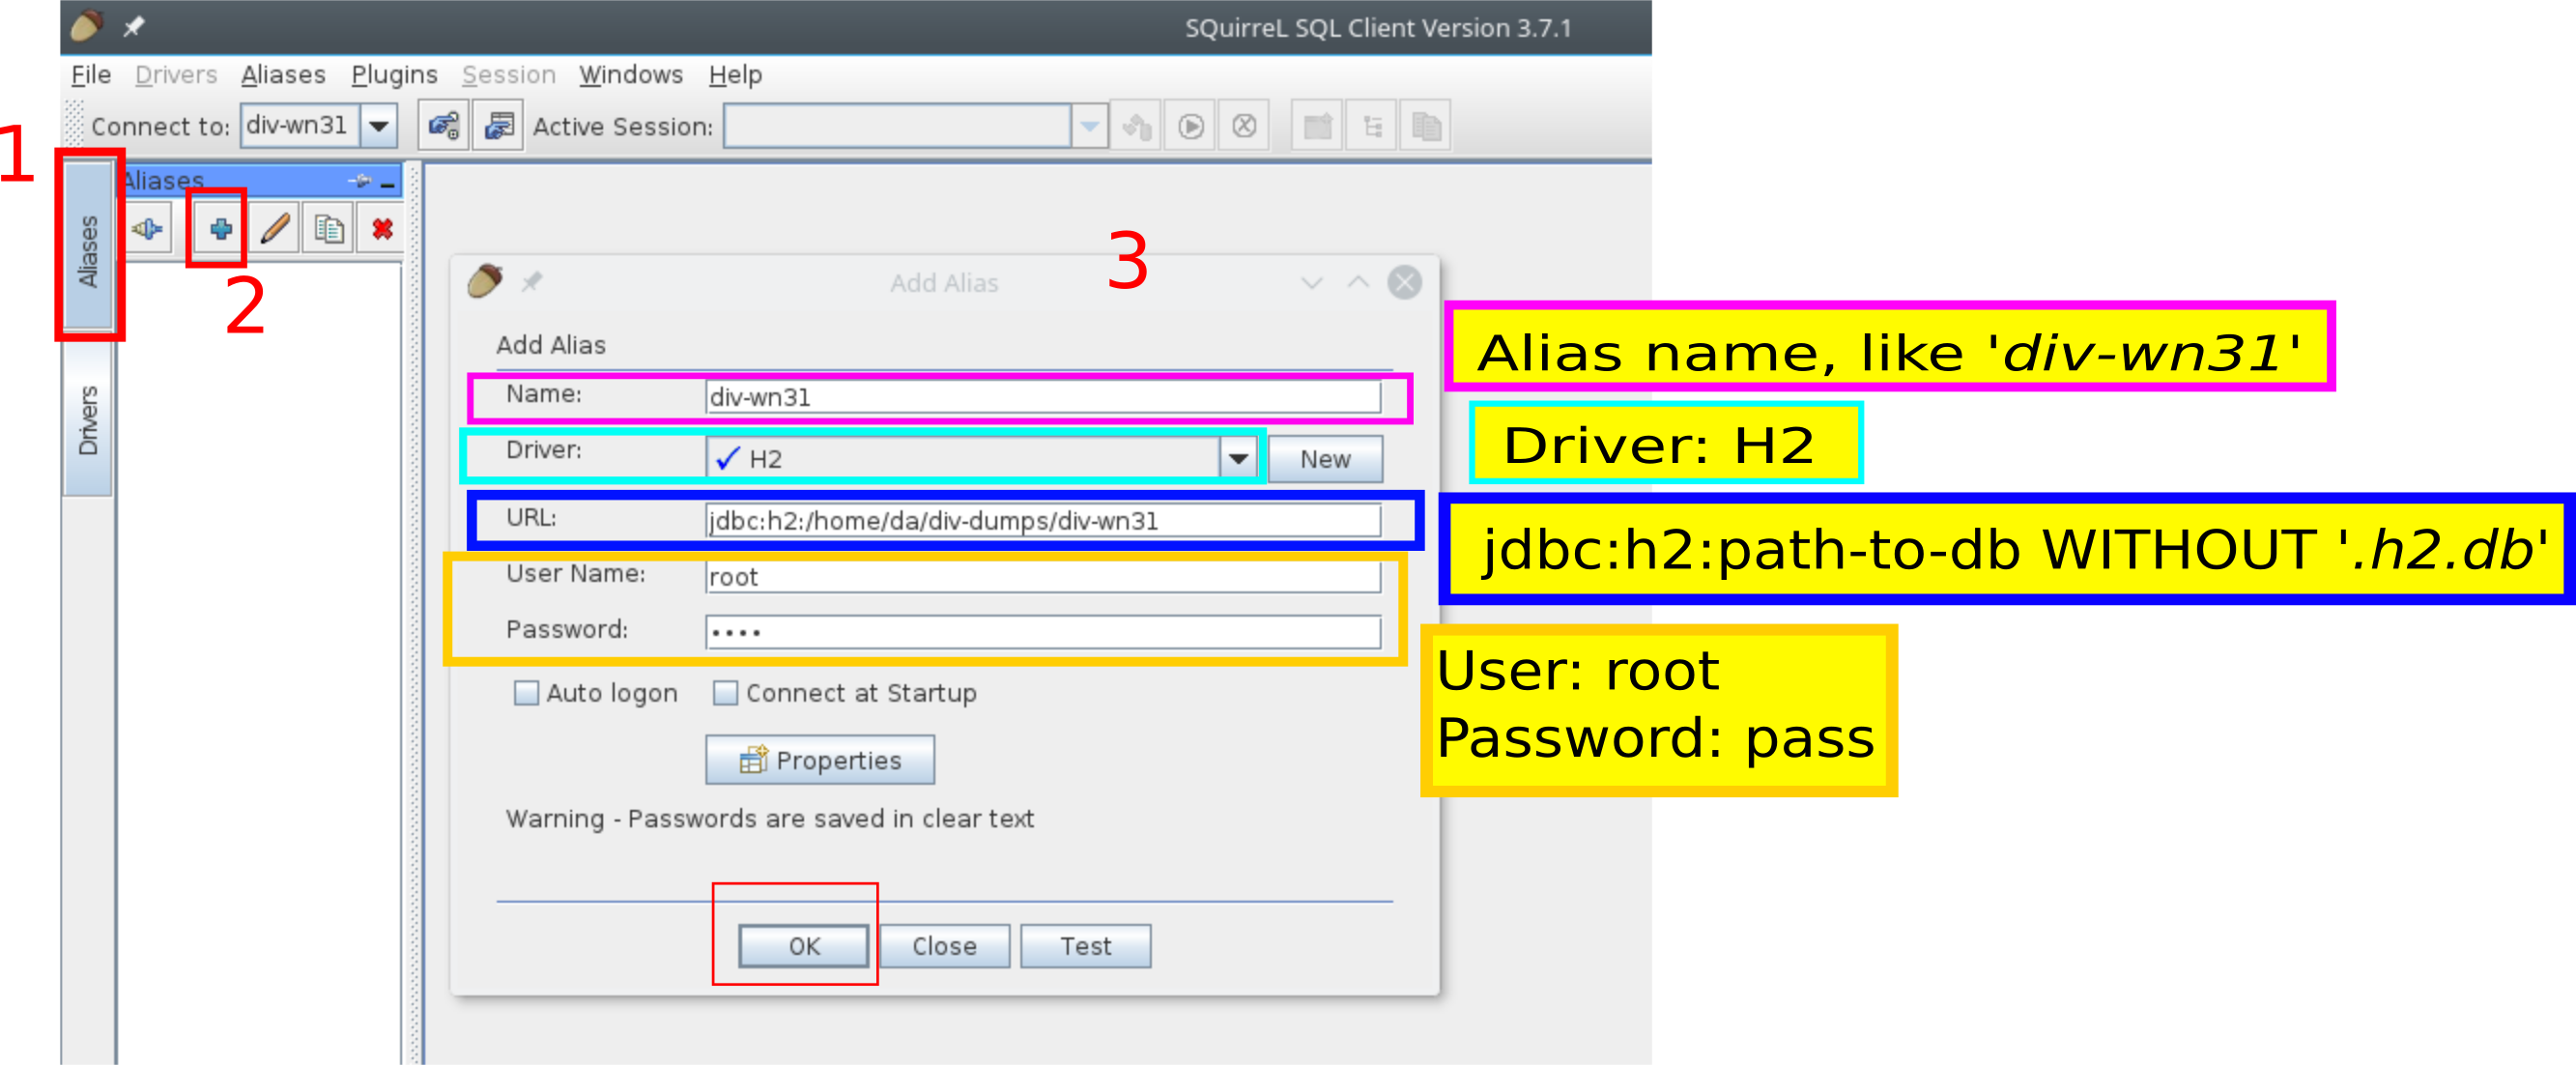 SQuirreL SQL Client Version 3.7.1
File Drivers Aliases Plugins Session Windows Help
Connect to: div-wn31 Active Session:
1
Aliases
Aliases
2
Drivers
3
Add Alias
Add Alias
Name: div-wn31
Alias name, like 'div-wn31'
Driver: H2 New
Driver: H2
URL: jdbc:h2:/home/da/div-dumps/div-wn31
jdbc:h2:path-to-db WITHOUT '.h2.db'
User Name: root
Password: ••••
User: root
Password: pass
Auto logon Connect at Startup
Properties
Warning - Passwords are saved in clear text
OK Close Test